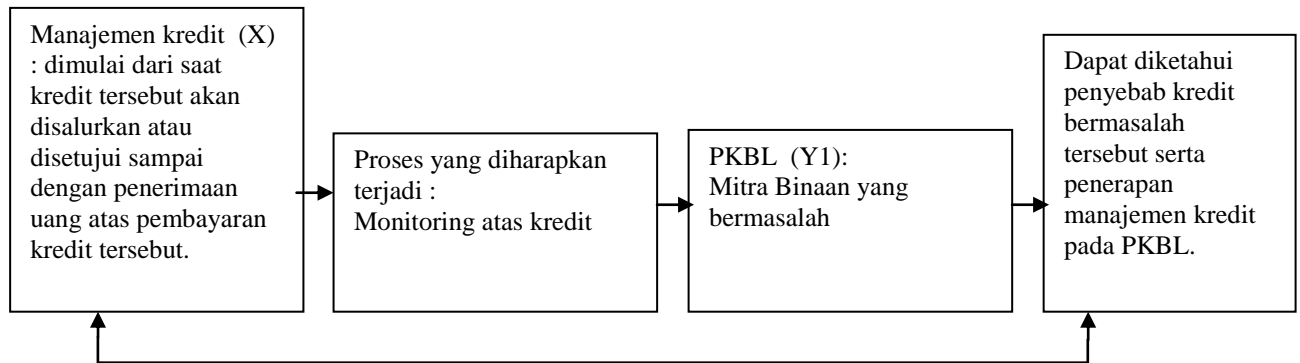 Manajemen kredit  (X)
: dimulai dari saat
kredit tersebut akan
disalurkan atau
disetujui sampai
dengan penerimaan
uang atas pembayaran
kredit tersebut.
Proses yang diharapkan
terjadi :
Monitoring atas kredit
PKBL  (Y1):
Mitra Binaan yang
bermasalah
Dapat diketahui
penyebab kredit
bermasalah
tersebut serta
penerapan
manajemen kredit
pada PKBL.